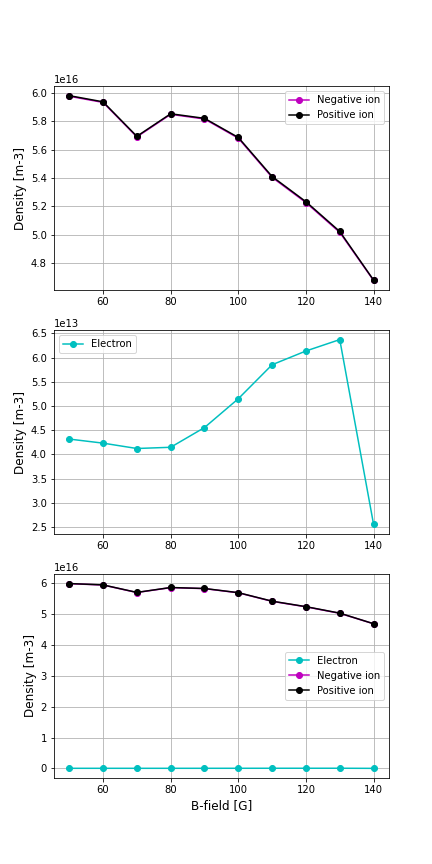 1e16
Density [m-3]
6.0
5.8
5.6
5.4
5.2
5.0
4.8
Negative ion
Positive ion
60 80 100 120 140
1e13
Density [m-3]
6.5
6.0
5.5
5.0
4.5
4.0
3.5
3.0
2.5
Electron
60 80 100 120 140
1e16
Density [m-3]
6
5
4
3
2
1
0
Electron
Negative ion
Positive ion
60 80 100 120 140
B-field [G]